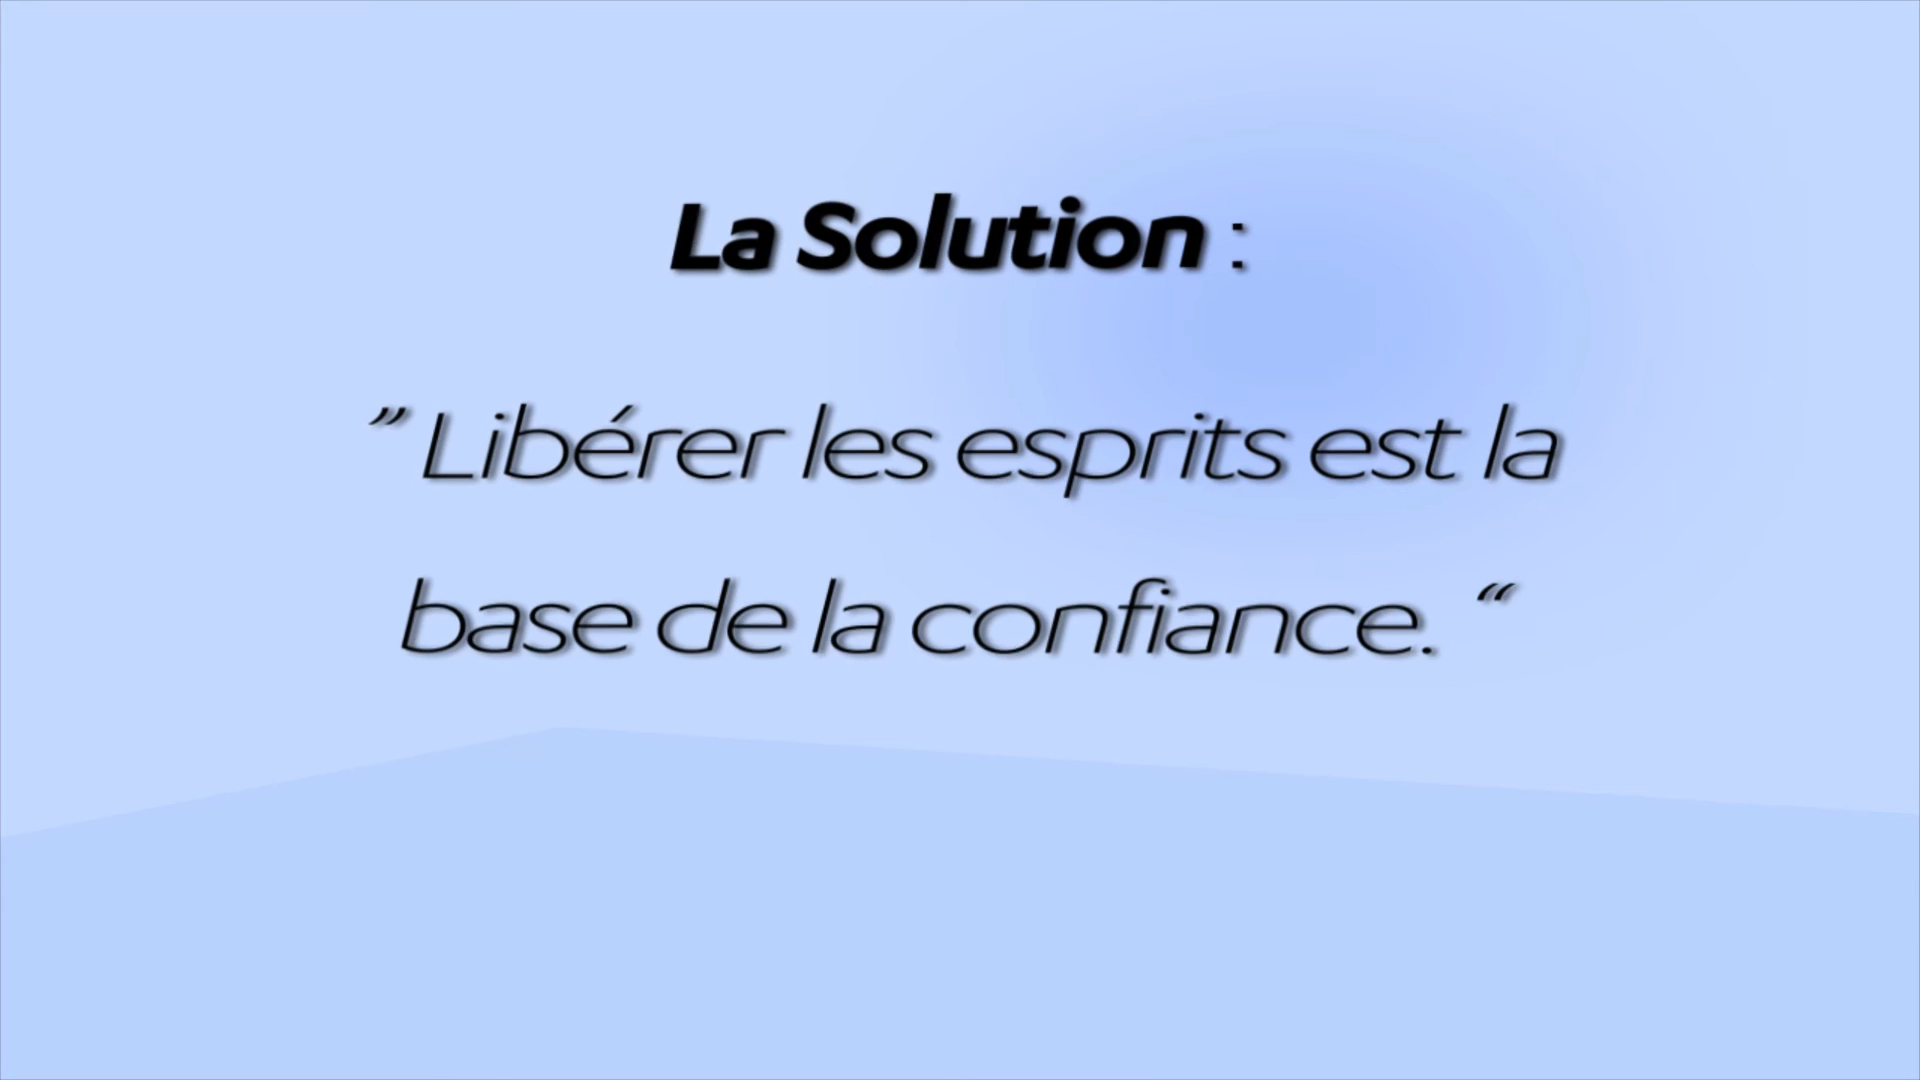 La Solution :
” Libérer les esprits est la
base de la confiance. “